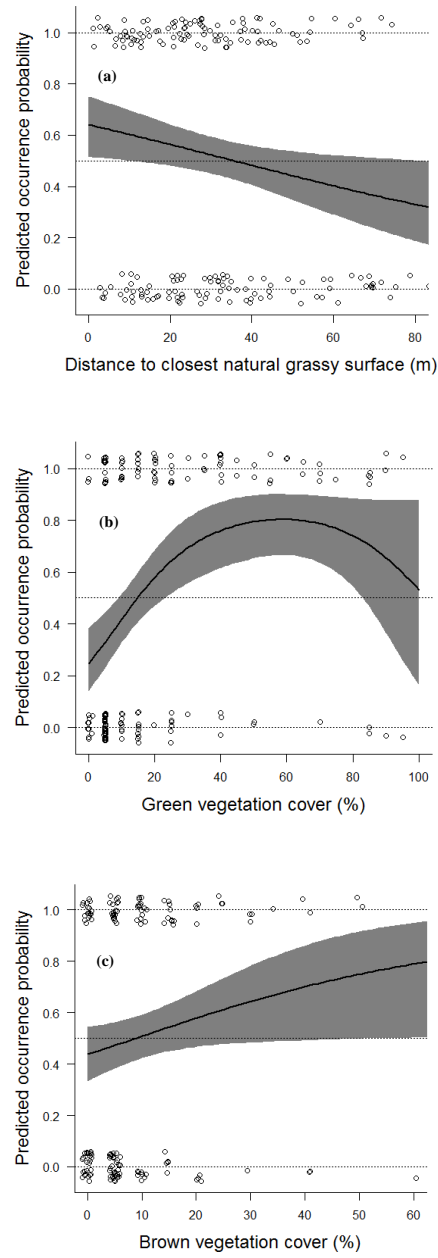 (a)
Predicted occurrence probability
1.0
0.8
0.6
0.4
0.2
0.0
0 20 40 60 80
Distance to closest natural grassy surface (m)
(b)
Predicted occurrence probability
1.0
0.8
0.6
0.4
0.2
0.0
0 20 40 60 80 100
Green vegetation cover (%)
(c)
Predicted occurrence probability
1.0
0.8
0.6
0.4
0.2
0.0
0 10 20 30 40 50 60
Brown vegetation cover (%)